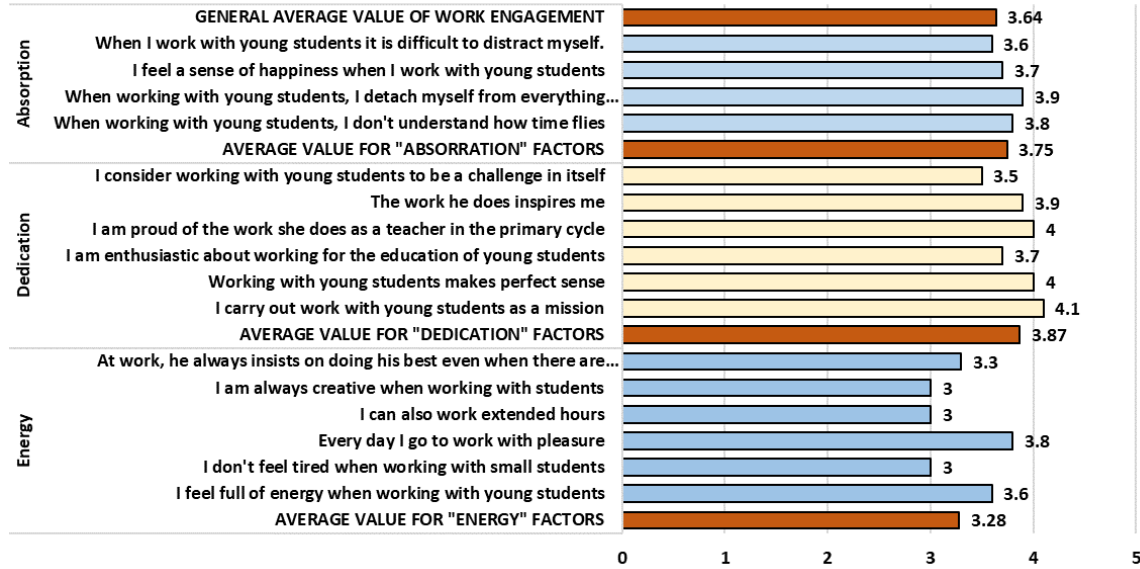 Absorption
GENERAL AVERAGE VALUE OF WORK ENGAGEMENT 3.64
When I work with young students it is difficult to distract myself. 3.6
I feel a sense of happiness when I work with young students 3.7
When working with young students, I detach myself from everything... 3.9
When working with young students, I don't understand how time flies 3.8
AVERAGE VALUE FOR "ABSORRATION" FACTORS 3.75
Dedication
I consider working with young students to be a challenge in itself 3.5
The work he does inspires me 3.9
I am proud of the work she does as a teacher in the primary cycle 4
I am enthusiastic about working for the education of young students 3.7
Working with young students makes perfect sense 4
I carry out work with young students as a mission 4.1
AVERAGE VALUE FOR "DEDICATION" FACTORS 3.87
Energy
At work, he always insists on doing his best even when there are... 3.3
I am always creative when working with students 3
I can also work extended hours 3
Every day I go to work with pleasure 3.8
I don't feel tired when working with small students 3
I feel full of energy when working with young students 3.6
AVERAGE VALUE FOR "ENERGY" FACTORS 3.28
0 1 2 3 4 5